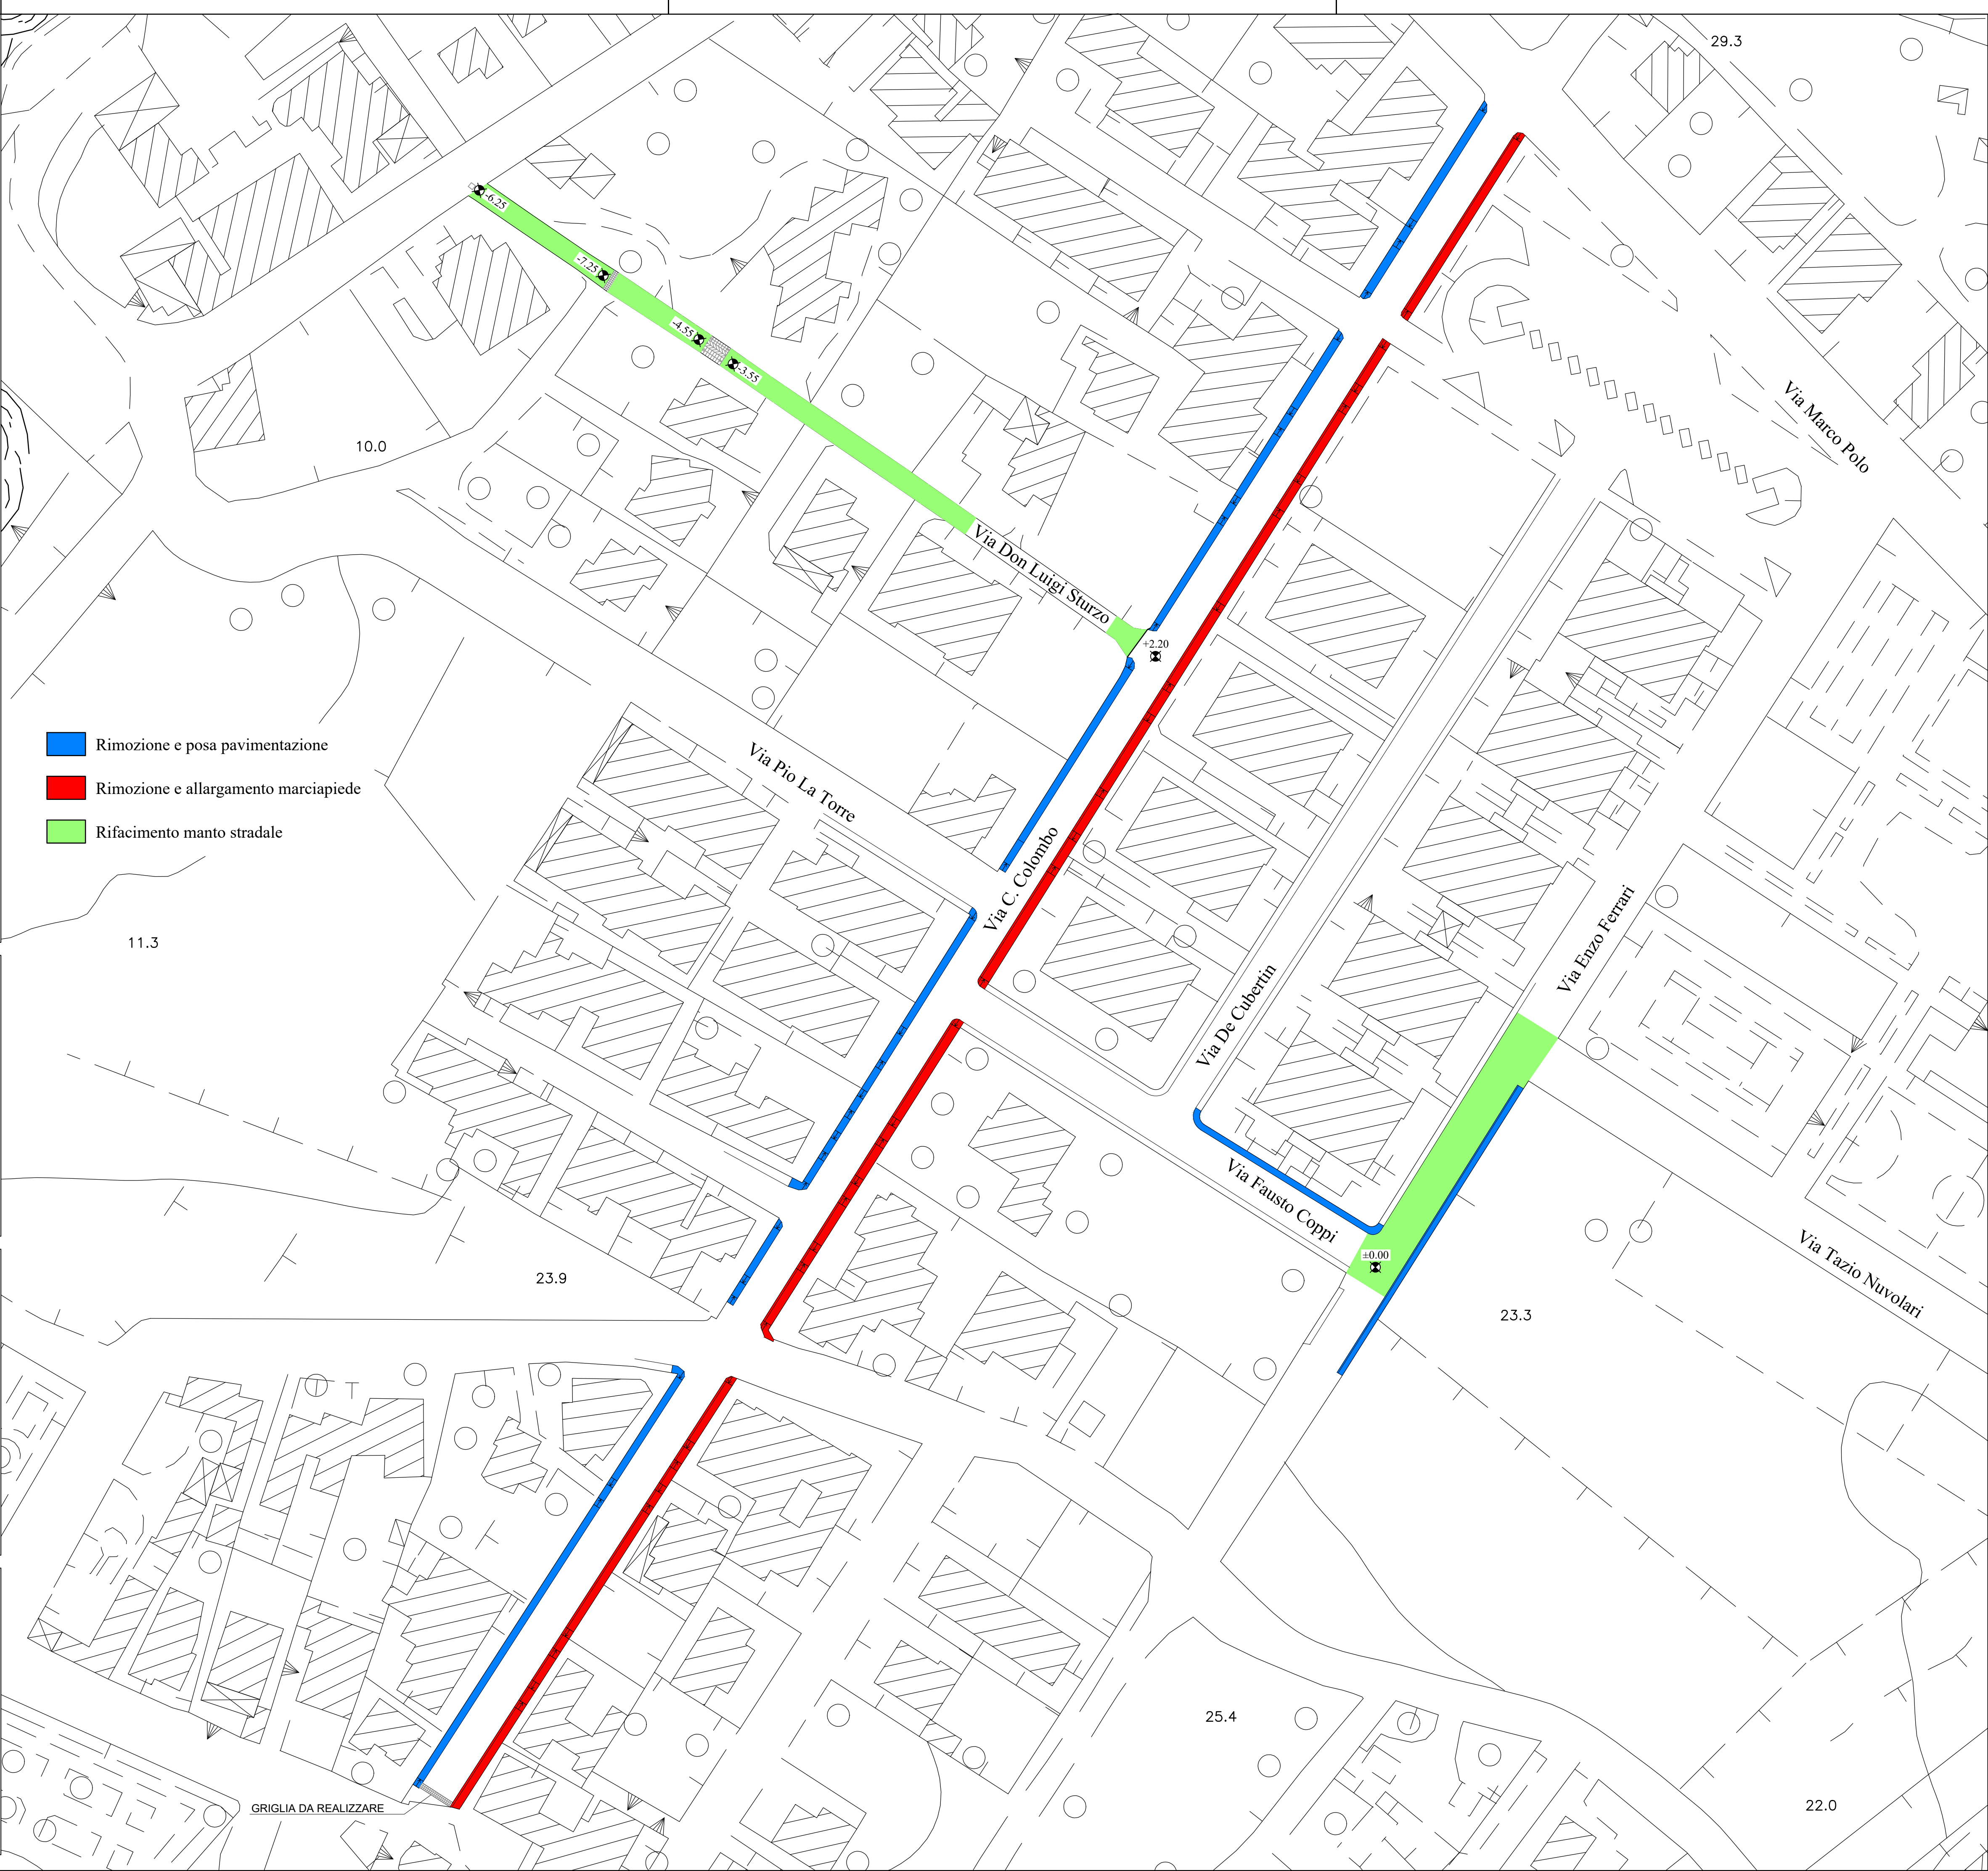 29.3
-6.25
-7.25
-4.55
-3.55
Via Marco Polo
10.0
Via Don Luigi Sturzo
+2.20
Rimozione e posa pavimentazione
Rimozione e allargamento marciapiede
Rifacimento manto stradale
Via Pio La Torre
Via C. Colombo
Via Enzo Ferrari
11.3
Via De Cubertin
Via Fausto Coppi
±0.00
Via Tazio Nuvolari
23.9
23.3
25.4
22.0
GRIGLIA DA REALIZZARE